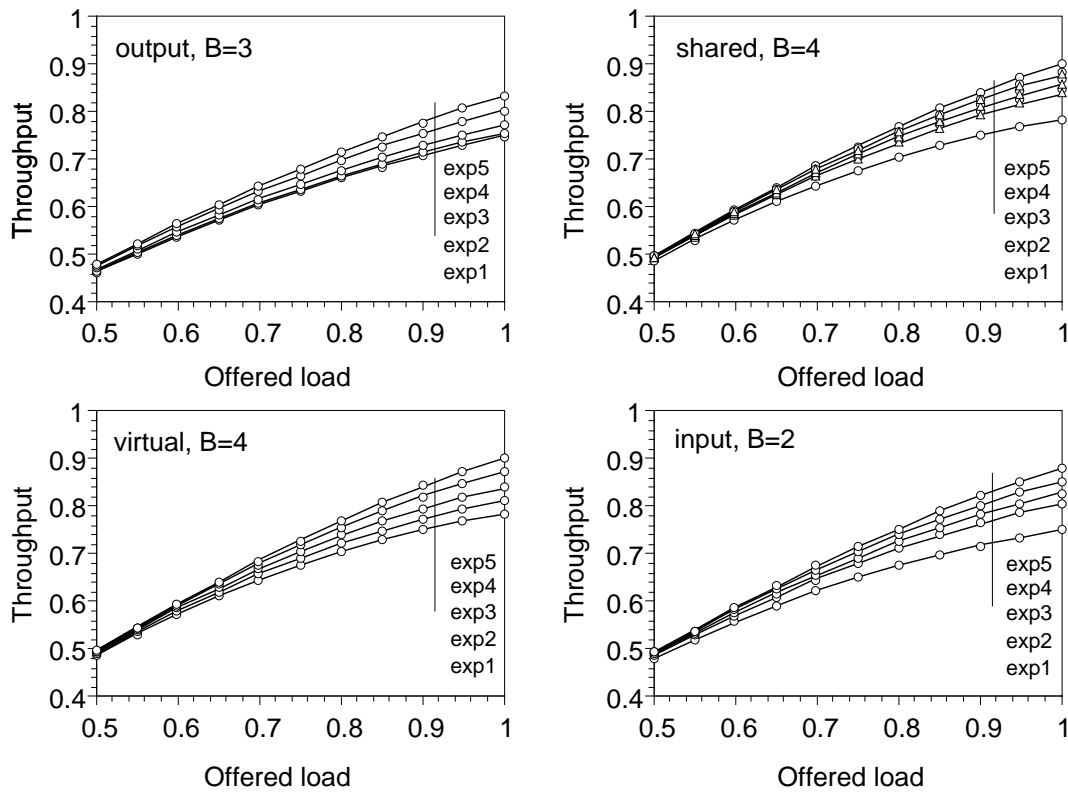 output, B=3
Throughput
1
0.9
0.8
0.7
0.6
0.5
0.4
exp5
exp4
exp3
exp2
exp1
0.5 0.6 0.7 0.8 0.9 1
Offered load
shared, B=4
Throughput
1
0.9
0.8
0.7
0.6
0.5
0.4
exp5
exp4
exp3
exp2
exp1
0.5 0.6 0.7 0.8 0.9 1
Offered load
virtual, B=4
Throughput
1
0.9
0.8
0.7
0.6
0.5
0.4
exp5
exp4
exp3
exp2
exp1
0.5 0.6 0.7 0.8 0.9 1
Offered load
input, B=2
Throughput
1
0.9
0.8
0.7
0.6
0.5
0.4
exp5
exp4
exp3
exp2
exp1
0.5 0.6 0.7 0.8 0.9 1
Offered load